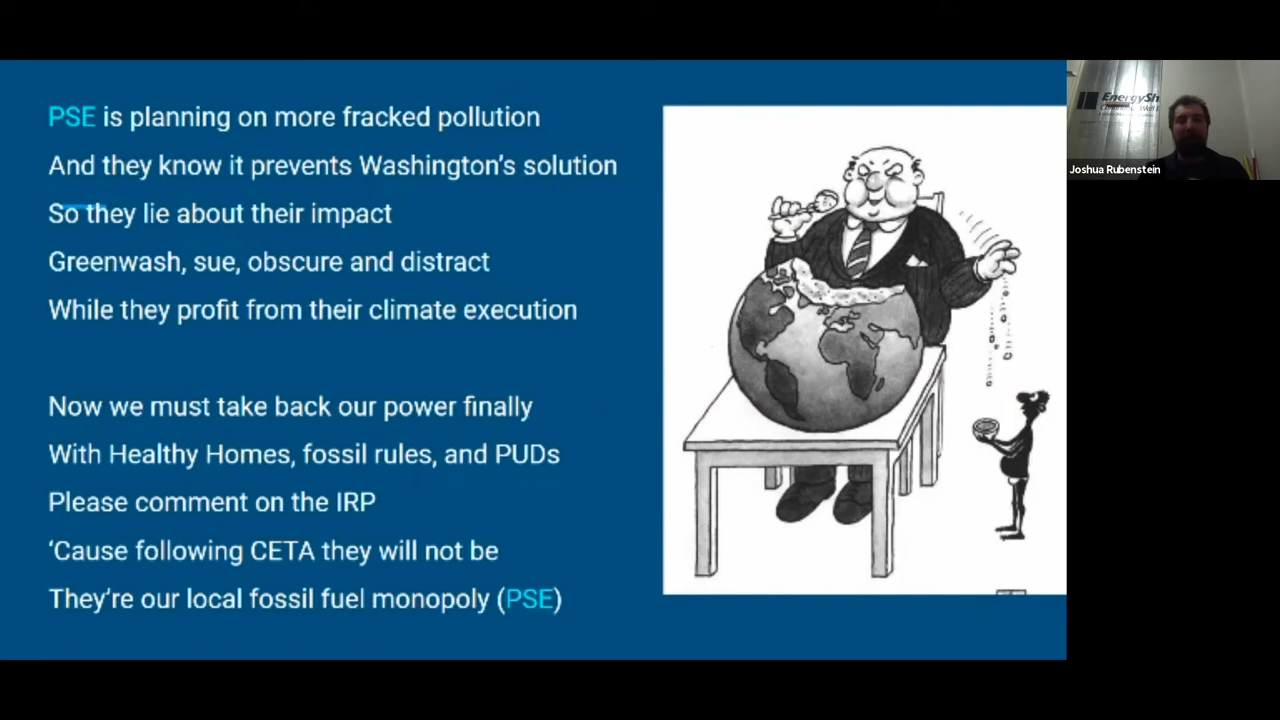 PSE is planning on more fracked pollution
And they know it prevents Washington's solution
So they lie about their impact
Greenwash, sue, obscure and distract
While they profit from their climate execution
Now we must take back our power finally
With Healthy Homes, fossil rules, and PUDs
Please comment on the IRP
‘Cause following CETA they will not be
They're our local fossil fuel monopoly (PSE)
EnergySh
Joshua Rubenstein